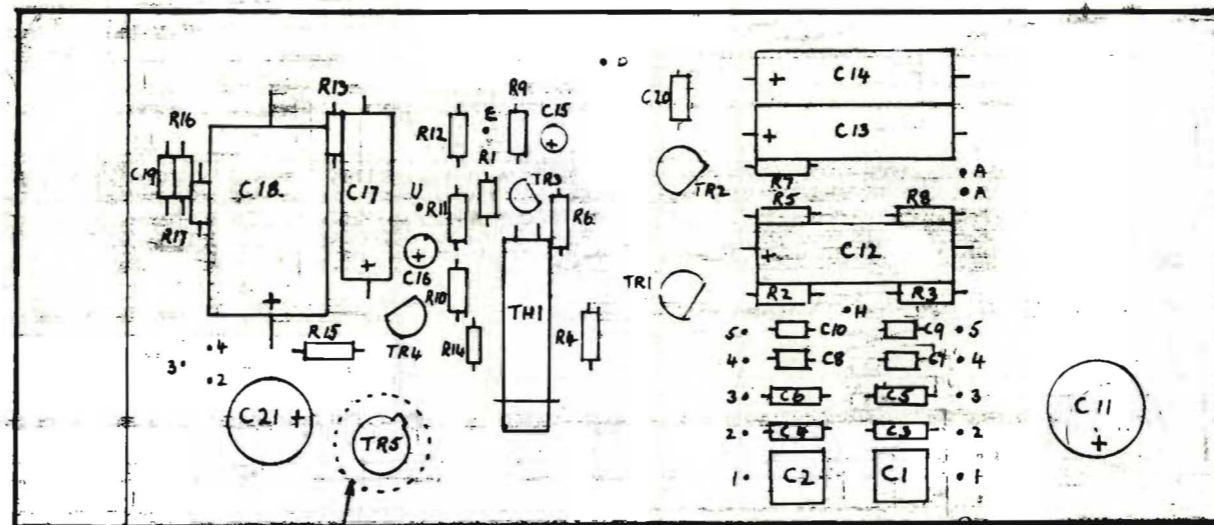 D
C14
R13
R9
C20
C15
E
R16
R12
C13
R1
C19
TR3
TR2
R7
A
C18
C17
U
A
R11
R6
R5
R8
R17
C12
C16
R10
TR1
R2
R3
TH1
H
R15
R4
5
C10
C9
5
4
TR4
R14
3
4
C8
C7
4
2
3
C6
C5
3
C11
C21
TR5
2
C4
C3
2
1
C2
C1
1